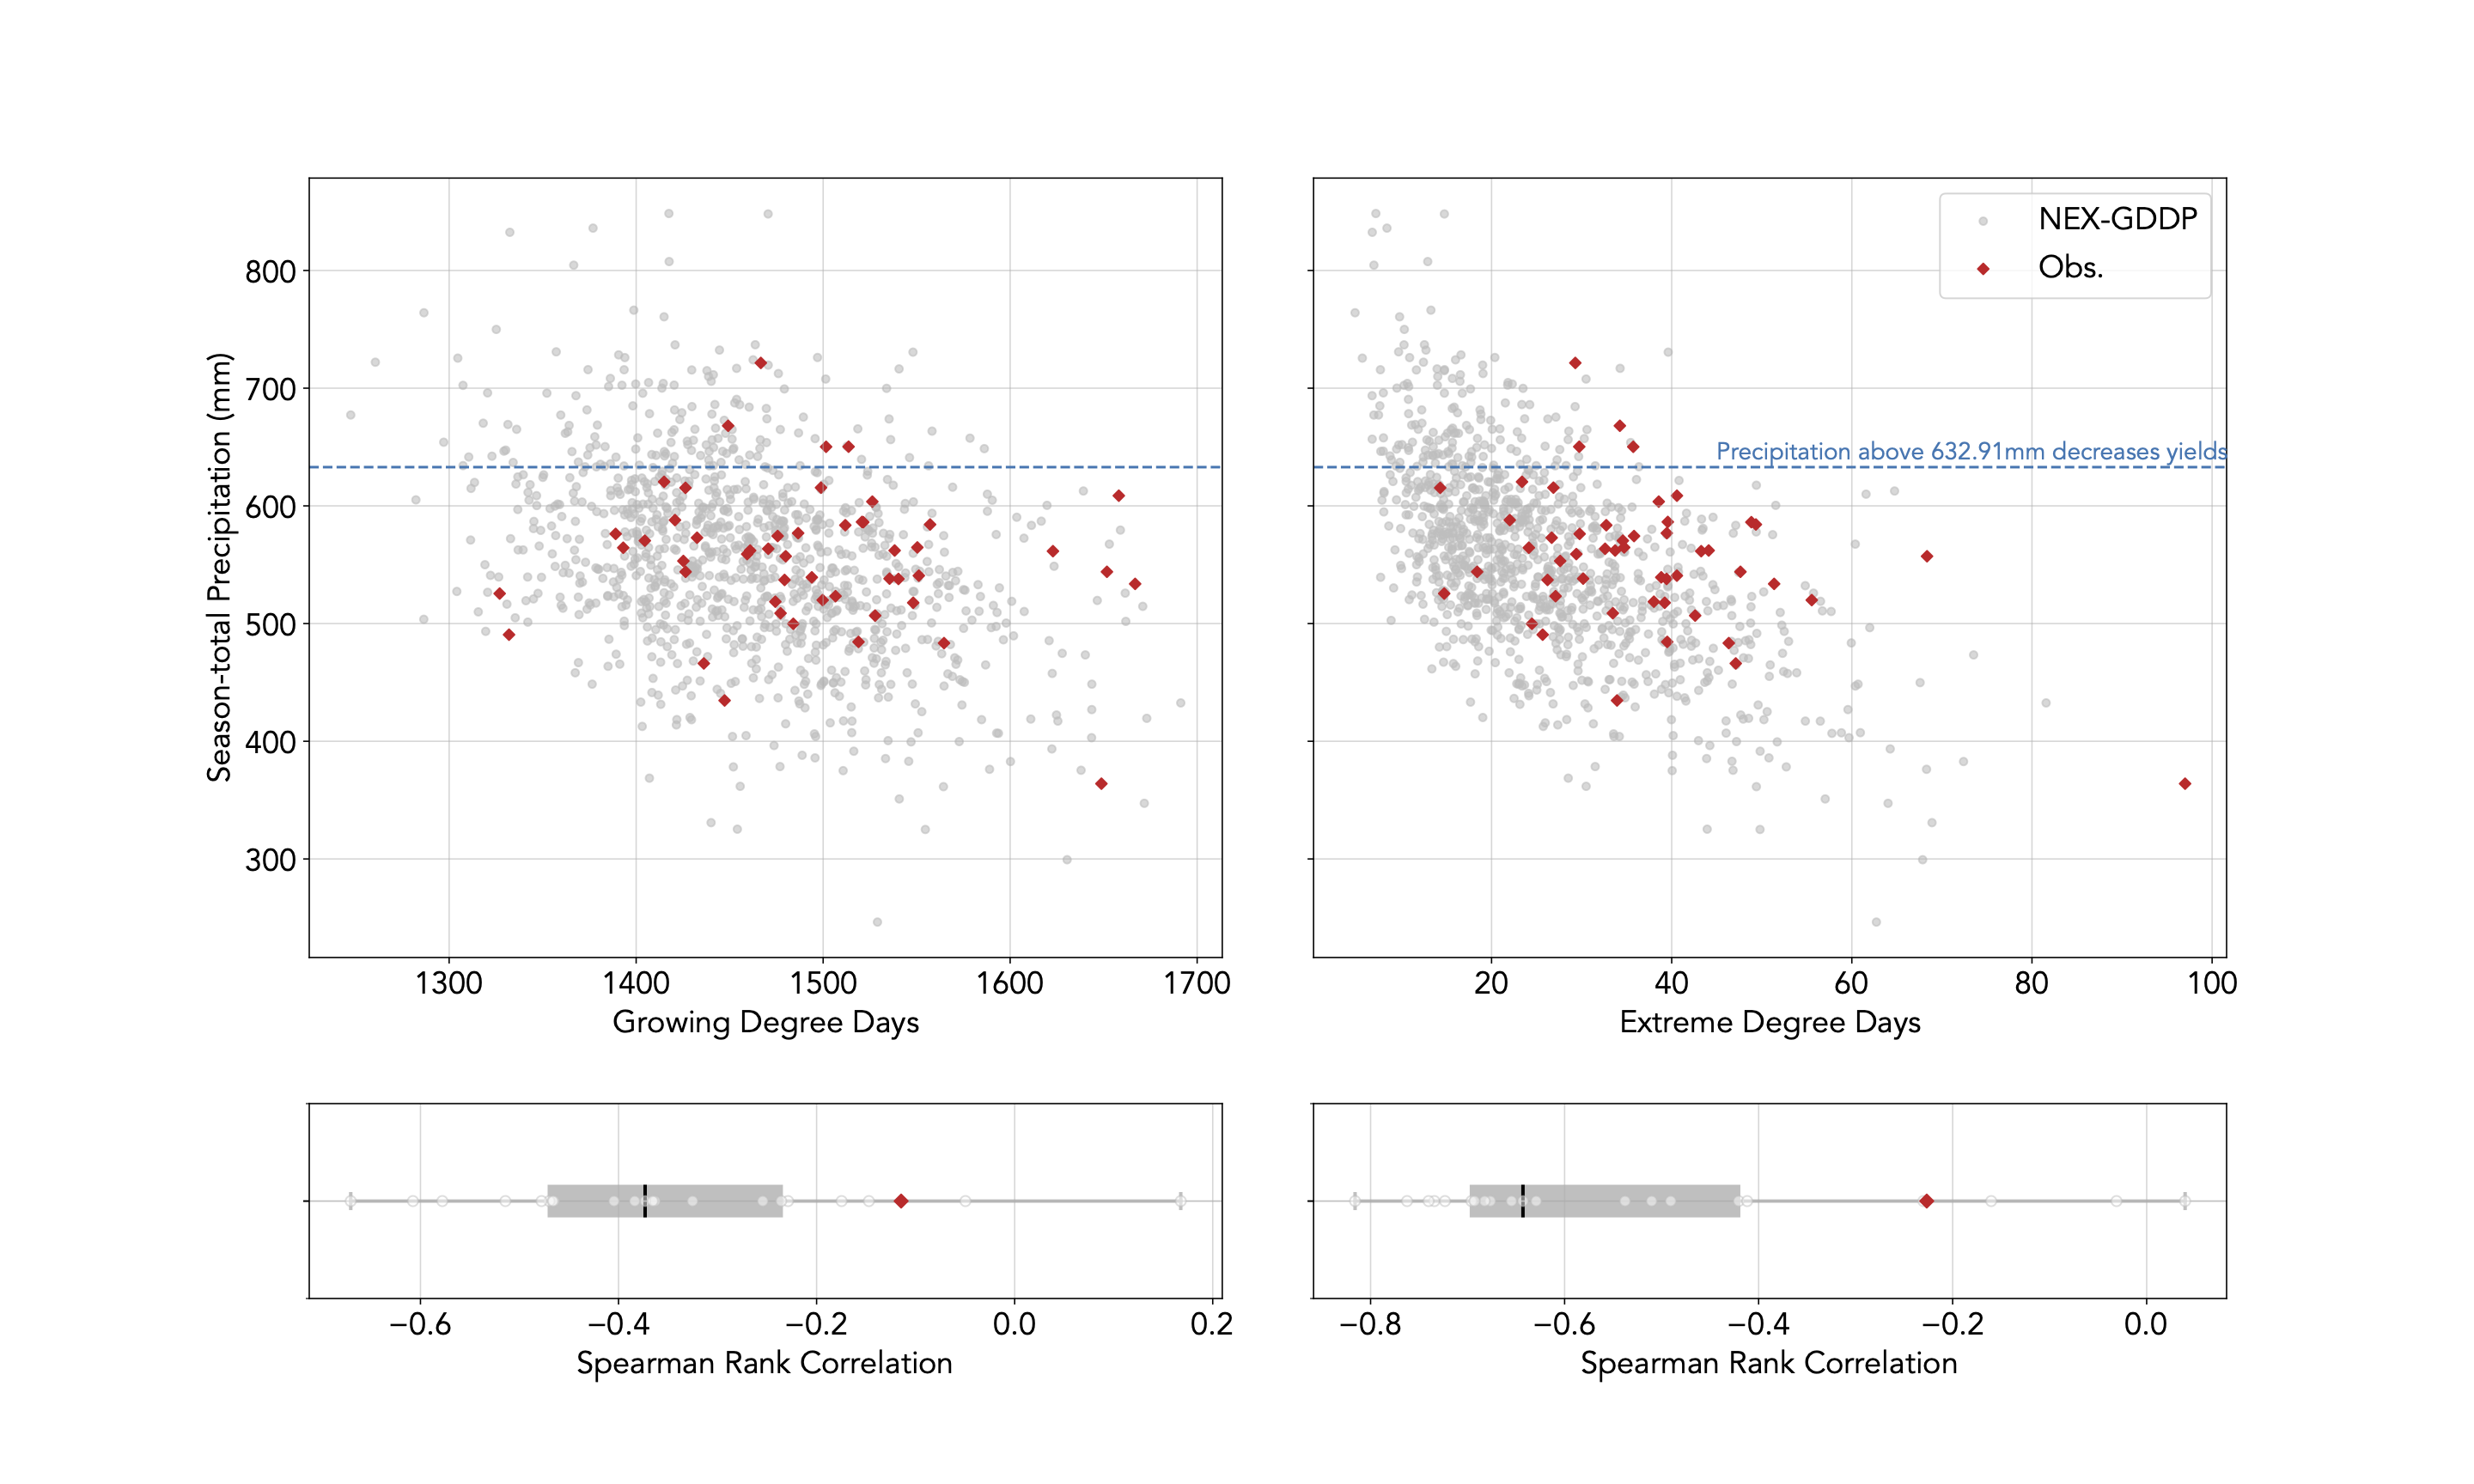 Season-total Precipitation (mm)
800
700
600
500
400
300
1300 1400 1500 1600 1700
Growing Degree Days
NEX-GDDP
Obs.
Precipitation above 632.91mm decreases yields
20 40 60 80 100
Extreme Degree Days
−0.6 −0.4 −0.2 0.0 0.2
Spearman Rank Correlation
−0.8 −0.6 −0.4 −0.2 0.0
Spearman Rank Correlation